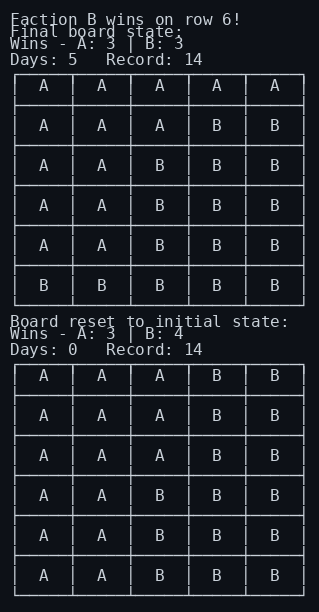 Faction B wins on row 6!
Final board state:
Wins - A: 3 | B: 3
Days: 5   Record: 14
A A A A A
A A A B B
A A B B B
A A B B B
A A B B B
B B B B B
Board reset to initial state:
Wins - A: 3 | B: 4
Days: 0   Record: 14
A A A B B
A A A B B
A A A B B
A A B B B
A A B B B
A A B B B